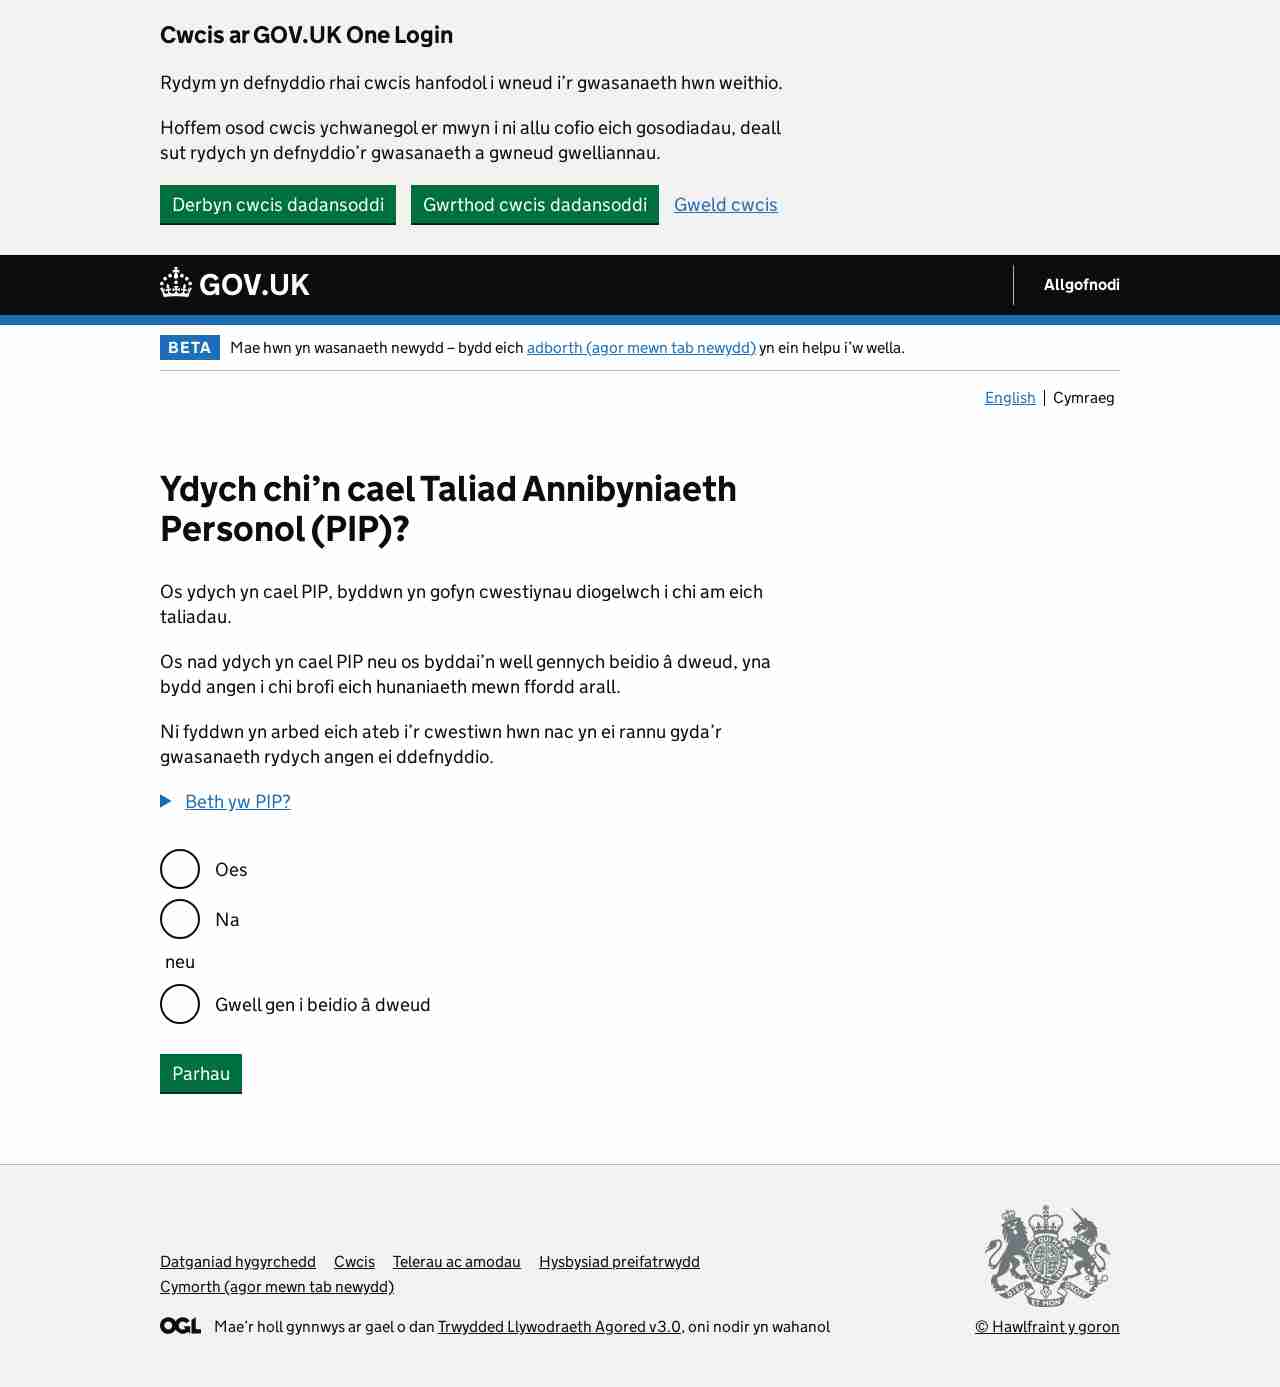 Cwcis ar GOV.UK One Login
Rydym yn defnyddio rhai cwcis hanfodol i wneud i’r gwasanaeth hwn weithio.
Hoffem osod cwcis ychwanegol er mwyn i ni allu cofio eich gosodiadau, deall
sut rydych yn defnyddio’r gwasanaeth a gwneud gwelliannau.
Derbyn cwcis dadansoddi Gwrthod cwcis dadansoddi Gweld cwcis
GOV.UK Allgofnodi
BETA Mae hwn yn wasanaeth newydd – bydd eich adborth (agor mewn tab newydd) yn ein helpu i’w wella.
English Cymraeg
Ydych chi’n cael Taliad Annibyniaeth
Personol (PIP)?
Os ydych yn cael PIP, byddwn yn gofyn cwestiynau diogelwch i chi am eich
taliadau.
Os nad ydych yn cael PIP neu os byddai’n well gennych beidio â dweud, yna
bydd angen i chi brofi eich hunaniaeth mewn ffordd arall.
Ni fyddwn yn arbed eich ateb i’r cwestiwn hwn nac yn ei rannu gyda’r
gwasanaeth rydych angen ei ddefnyddio.
Beth yw PIP?
Oes
Na
neu
Gwell gen i beidio â dweud
Parhau
Datganiad hygyrchedd Cwcis Telerau ac amodau Hysbysiad preifatrwydd
Cymorth (agor mewn tab newydd)
OGL Mae’r holl gynnwys ar gael o dan Trwydded Llywodraeth Agored v3.0, oni nodir yn wahanol
© Hawlfraint y goron